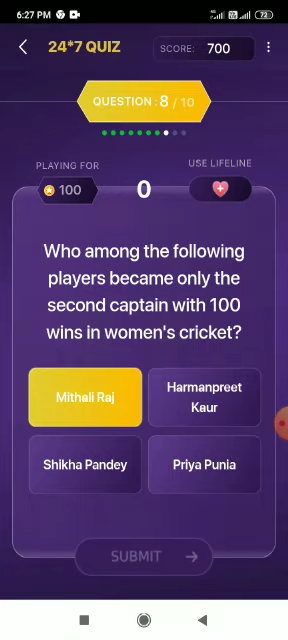 6:27 PM
73
24*7 QUIZ
SCORE: 700
QUESTION : 8 / 10
PLAYING FOR
USE LIFELINE
100
0
Who among the following
players became only the
second captain with 100
wins in women's cricket?
Mithali Raj
Harmanpreet
Kaur
Shikha Pandey
Priya Punia
SUBMIT